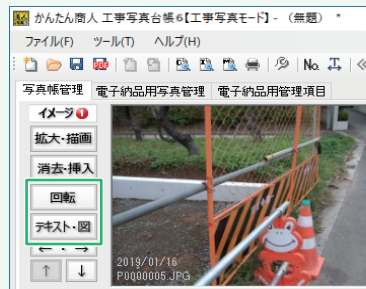 かんたん商人 工事写真台帳6【工事写真ﾓｰﾄﾞ】- （無題） *
ファイル(F) ツール(T) ヘルプ(H)
No.
写真帳管理 電子納品用写真管理 電子納品用管理項目
イメージ 1
拡大・描画
消去・挿入
回転
テキスト・図
← · →
↑ ↓
2019/01/16
P0000005.JPG